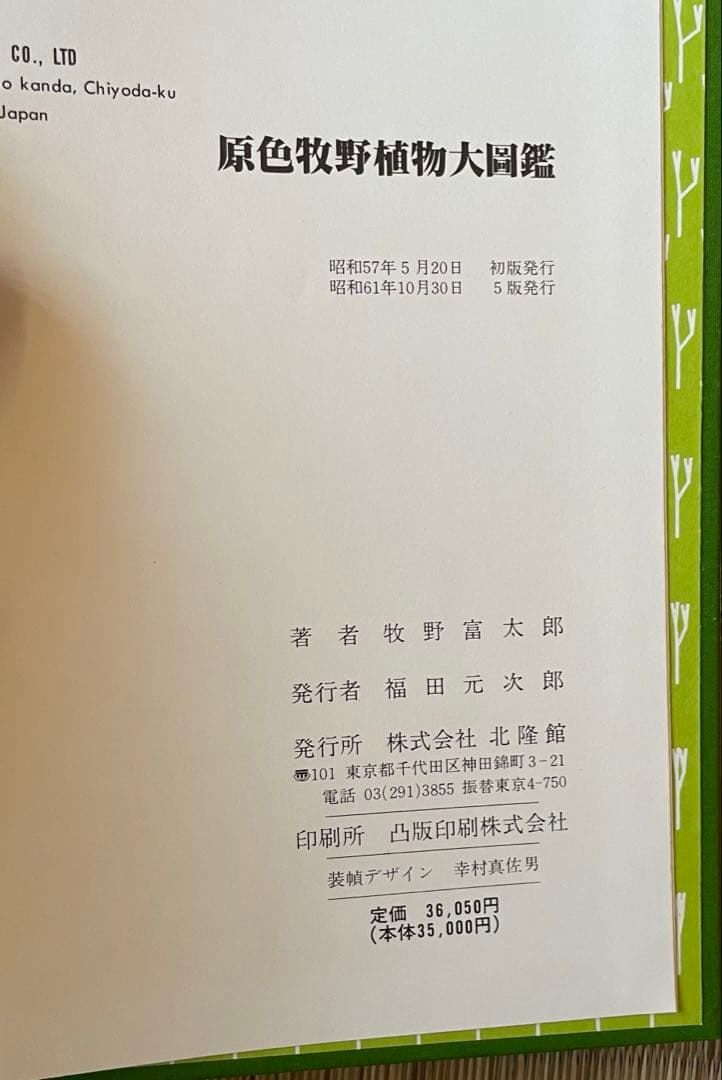 CO., LTD
o kanda, Chiyoda-ku
Japan
原色牧野植物大圖鑑
昭和57年5月20日 初版発行
昭和61年10月30日 5版発行
著者 牧野富太郎
発行者 福田元次郎
発行所 株式会社 北隆館
〠101 東京都千代田区神田錦町3-21
電話 03(291)3855 振替東京4-750
印刷所 凸版印刷株式会社
装幀デザイン 幸村真佐男
定価 36,050円
(本体35,000円)